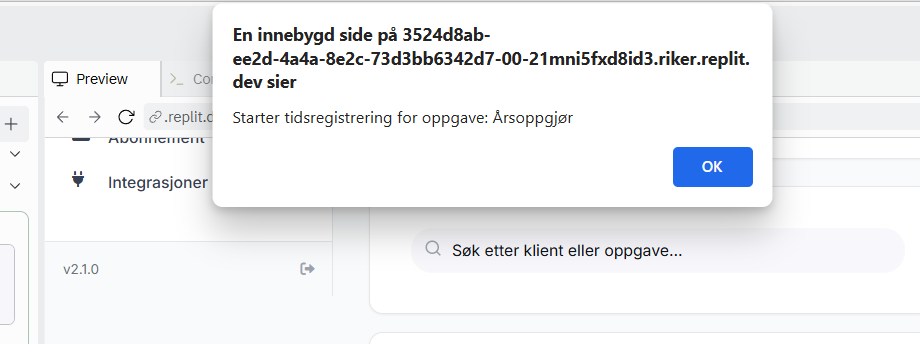 En innebygd side på 3524d8ab-
ee2d-4a4a-8e2c-73d3bb6342d7-00-21mni5fxd8id3.riker.replit.
dev sier
Starter tidsregistrering for oppgave: Årsoppgjør
OK
Preview
.replit.d
Abonnement
Integrasjoner
Søk etter klient eller oppgave...
v2.1.0